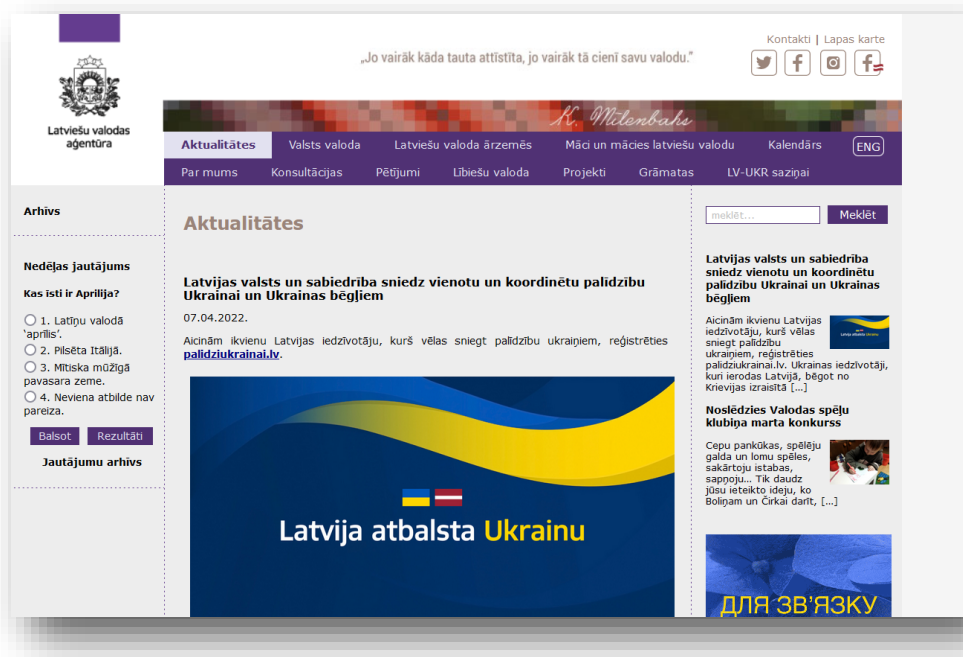 Latviešu valodas
aģentūra
„Jo vairāk kāda tauta attīstīta, jo vairāk tā cienī savu valodu.”
Kontakti | Lapas karte
K. Mīlenbahs
Aktualitātes Valsts valoda Latviešu valoda ārzemēs Māci un mācies latviešu valodu Kalendārs ENG
Par mums Konsultācijas Pētījumi Lībiešu valoda Projekti Grāmatas LV-UKR saziņai
Arhīvs
Nedēļas jautājums
Kas īsti ir Aprilija?
1. Latīņu valodā
‘aprīlis’.
2. Pilsēta Itālijā.
3. Mītiska mūžīgā
pavasara zeme.
4. Neviena atbilde nav
pareiza.
Balsot Rezultāti
Jautājumu arhīvs
Aktualitātes
Latvijas valsts un sabiedrība sniedz vienotu un koordinētu palīdzību
Ukrainai un Ukrainas bēgļiem
07.04.2022.
Aicinām ikvienu Latvijas iedzīvotāju, kurš vēlas sniegt palīdzību ukraiņiem, reģistrēties
palidziukrainai.lv.
Latvija atbalsta Ukrainu
meklēt... Meklēt
Latvijas valsts un sabiedrība
sniedz vienotu un koordinētu
palīdzību Ukrainai un Ukrainas
bēgļiem
Aicinām ikvienu Latvijas
iedzīvotāju, kurš vēlas
sniegt palīdzību
ukraiņiem, reģistrēties
palidziukrainai.lv. Ukrainas iedzīvotāji,
kuri ierodas Latvijā, bēgot no
Krievijas izraisītā [...]
Latvija atbalsta Ukrainu
Noslēdzies Valodas spēļu
klubiņa marta konkurss
Cepu pankūkas, spēlēju
galda un lomu spēles,
sakārtoju istabas,
sapņoju... Tik daudz
jūsu ieteikto ideju, ko
Boliņam un Čirkai darīt, [...]
ДЛЯ ЗВ’ЯЗКУ